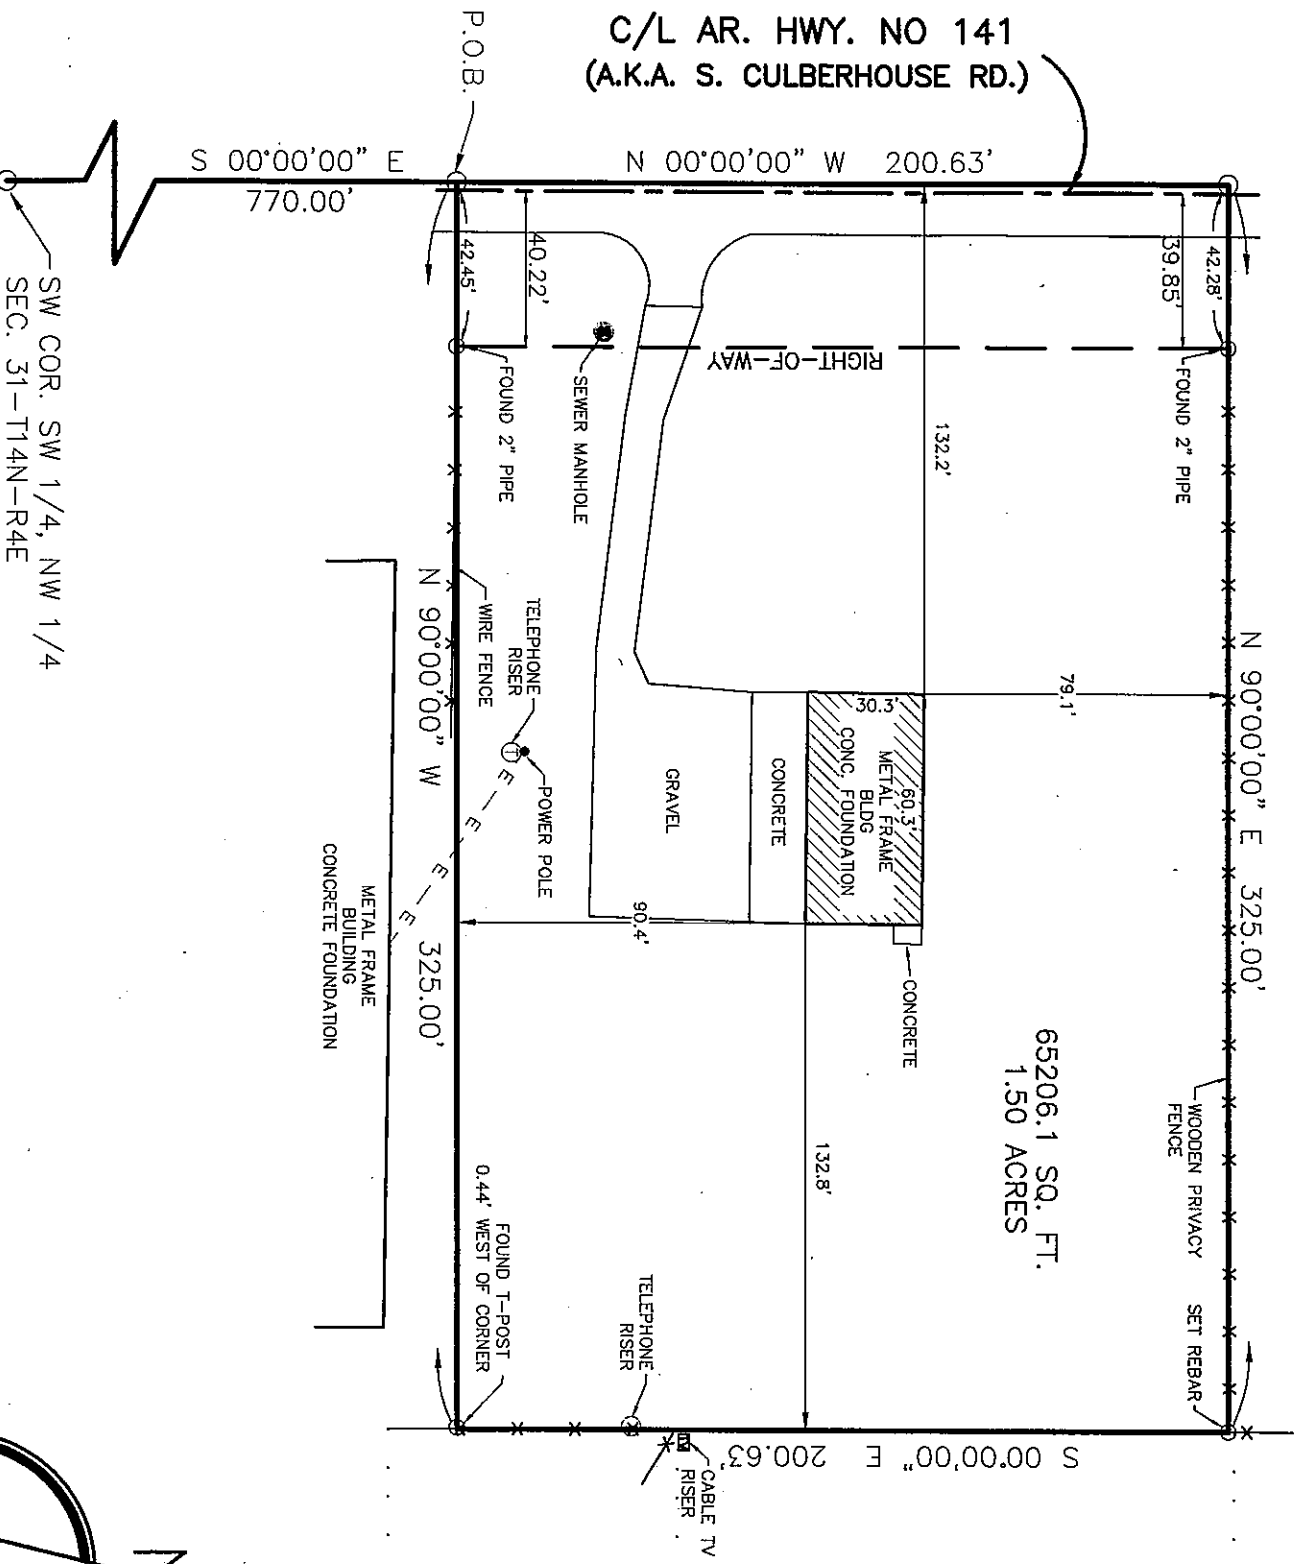 C/L AR. HWY. NO 141
(A.K.A. S. CULBERHOUSE RD.)
P.O.B.
S 00°00'00" E
770.00'
N 00°00'00" W 200.63'
42.45'
40.22'
39.85'
42.28'
RIGHT-OF-WAY
FOUND 2" PIPE
SEWER MANHOLE
FOUND 2" PIPE
132.2'
SW COR. SW 1/4, NW 1/4
SEC. 31-T14N-R4E
N 90°00'00" W 325.00'
WIRE FENCE
TELEPHONE
RISER
T
POWER POLE
E
E
E
E
N 90°00'00" E 325.00'
79.1'
30.3'
60.3'
METAL FRAME
BLDG
CONC. FOUNDATION
CONCRETE
GRAVEL
90.4'
CONCRETE
METAL FRAME
BUILDING
CONCRETE FOUNDATION
65206.1 SQ. FT.
1.50 ACRES
WOODEN PRIVACY
FENCE
132.8'
SET REBAR
FOUND T-POST
0.44' WEST OF CORNER
TELEPHONE
RISER
S 00°00'00" E 200.63'
CABLE TV
RISER
TV